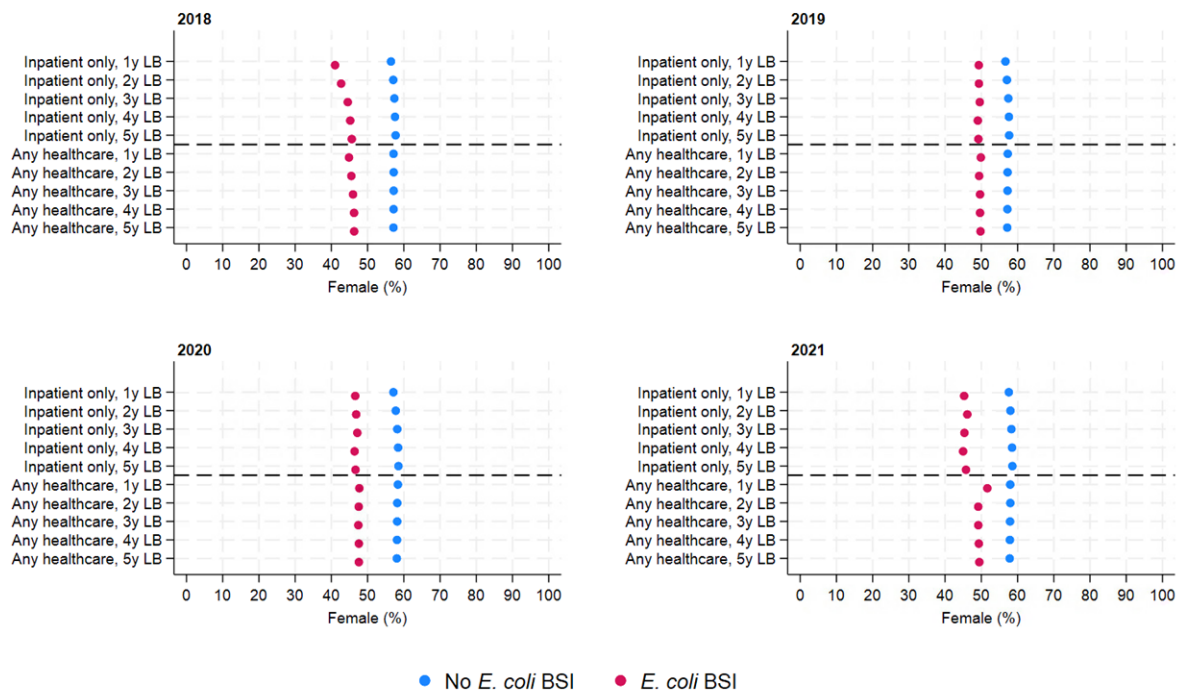 2018
Inpatient only, 1y LB
Inpatient only, 2y LB
Inpatient only, 3y LB
Inpatient only, 4y LB
Inpatient only, 5y LB
Any healthcare, 1y LB
Any healthcare, 2y LB
Any healthcare, 3y LB
Any healthcare, 4y LB
Any healthcare, 5y LB
0 10 20 30 40 50 60 70 80 90 100
Female (%)
2019
Inpatient only, 1y LB
Inpatient only, 2y LB
Inpatient only, 3y LB
Inpatient only, 4y LB
Inpatient only, 5y LB
Any healthcare, 1y LB
Any healthcare, 2y LB
Any healthcare, 3y LB
Any healthcare, 4y LB
Any healthcare, 5y LB
0 10 20 30 40 50 60 70 80 90 100
Female (%)
2020
Inpatient only, 1y LB
Inpatient only, 2y LB
Inpatient only, 3y LB
Inpatient only, 4y LB
Inpatient only, 5y LB
Any healthcare, 1y LB
Any healthcare, 2y LB
Any healthcare, 3y LB
Any healthcare, 4y LB
Any healthcare, 5y LB
0 10 20 30 40 50 60 70 80 90 100
Female (%)
2021
Inpatient only, 1y LB
Inpatient only, 2y LB
Inpatient only, 3y LB
Inpatient only, 4y LB
Inpatient only, 5y LB
Any healthcare, 1y LB
Any healthcare, 2y LB
Any healthcare, 3y LB
Any healthcare, 4y LB
Any healthcare, 5y LB
0 10 20 30 40 50 60 70 80 90 100
Female (%)
No E. coli BSI E. coli BSI